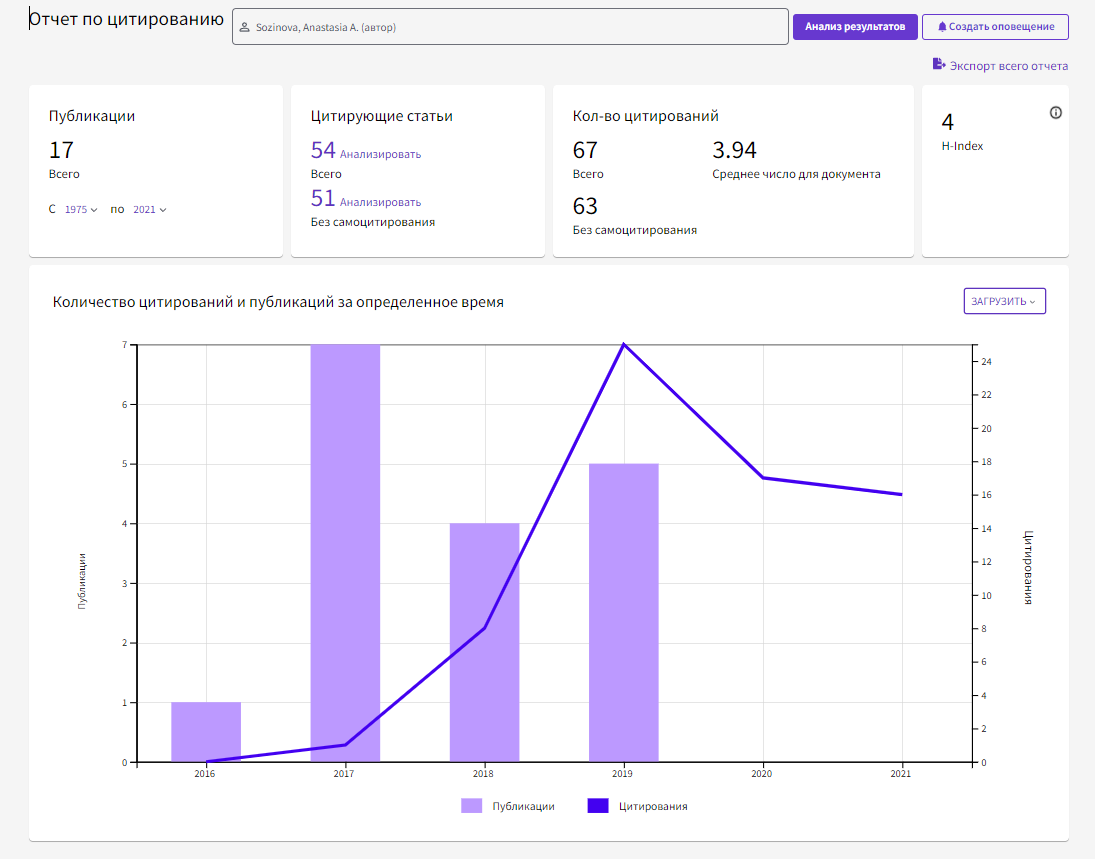 Отчет по цитированию
Sozinova, Anastasia A. (автор)
Анализ результатов
Создать оповещение
Экспорт всего отчета
Публикации
17
Всего
С 1975 по 2021
Цитирующие статьи
54 Анализировать
Всего
51 Анализировать
Без самоцитирования
Кол-во цитирований
67
Всего
3.94
Среднее число для документа
63
Без самоцитирования
4
H-Index
Количество цитирований и публикаций за определенное время
ЗАГРУЗИТЬ
7
6
5
4
3
2
1
0
Публикации
24
22
20
18
16
14
12
10
8
6
4
2
0
Цитирования
2016 2017 2018 2019 2020 2021
Публикации Цитирования